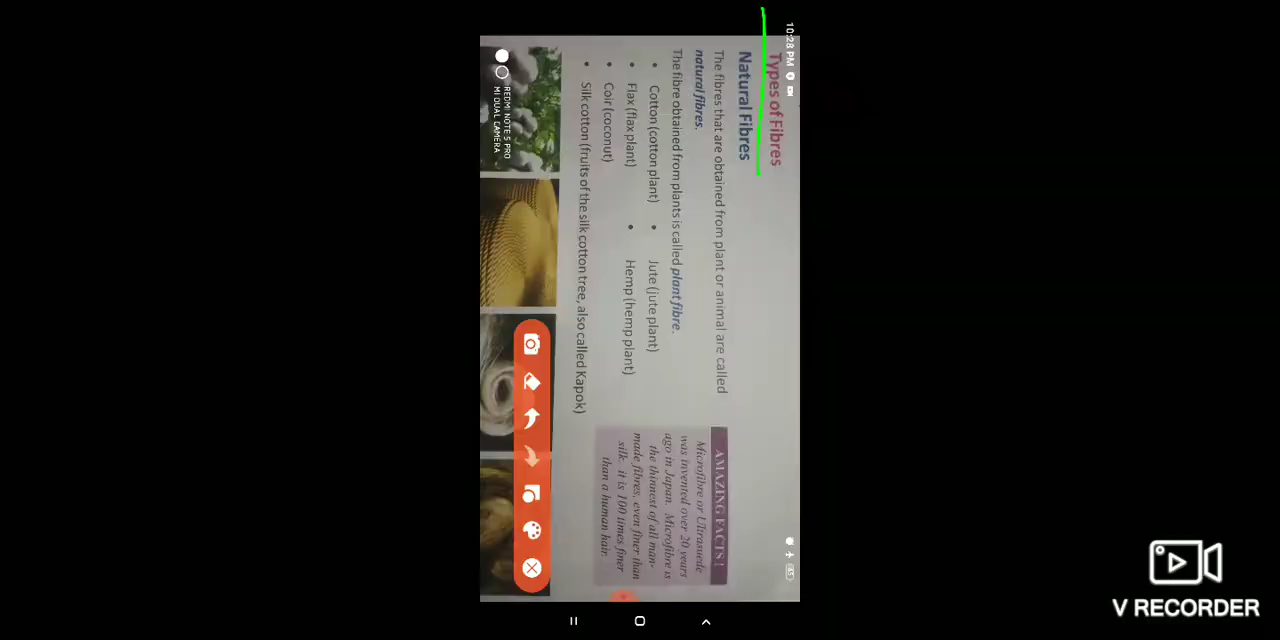 10:28 PM
45
Types of Fibres
Natural Fibres
The fibres that are obtained from plant or animal are called
natural fibres.
The fibre obtained from plants is called plant fibre.
• Cotton (cotton plant) • Jute (jute plant)
• Flax (flax plant) • Hemp (hemp plant)
• Coir (coconut)
• Silk cotton (fruits of the silk cotton tree, also called Kapok)
AMAZING FACTS !
Microfibre or Ultrasuede
was invented over 20 years
ago in Japan. Microfibre is
the thinnest of all man-
made fibres, even finer than
silk. it is 100 times finer
than a human hair.
REDMI NOTE 5 PRO
MI DUAL CAMERA
V RECORDER